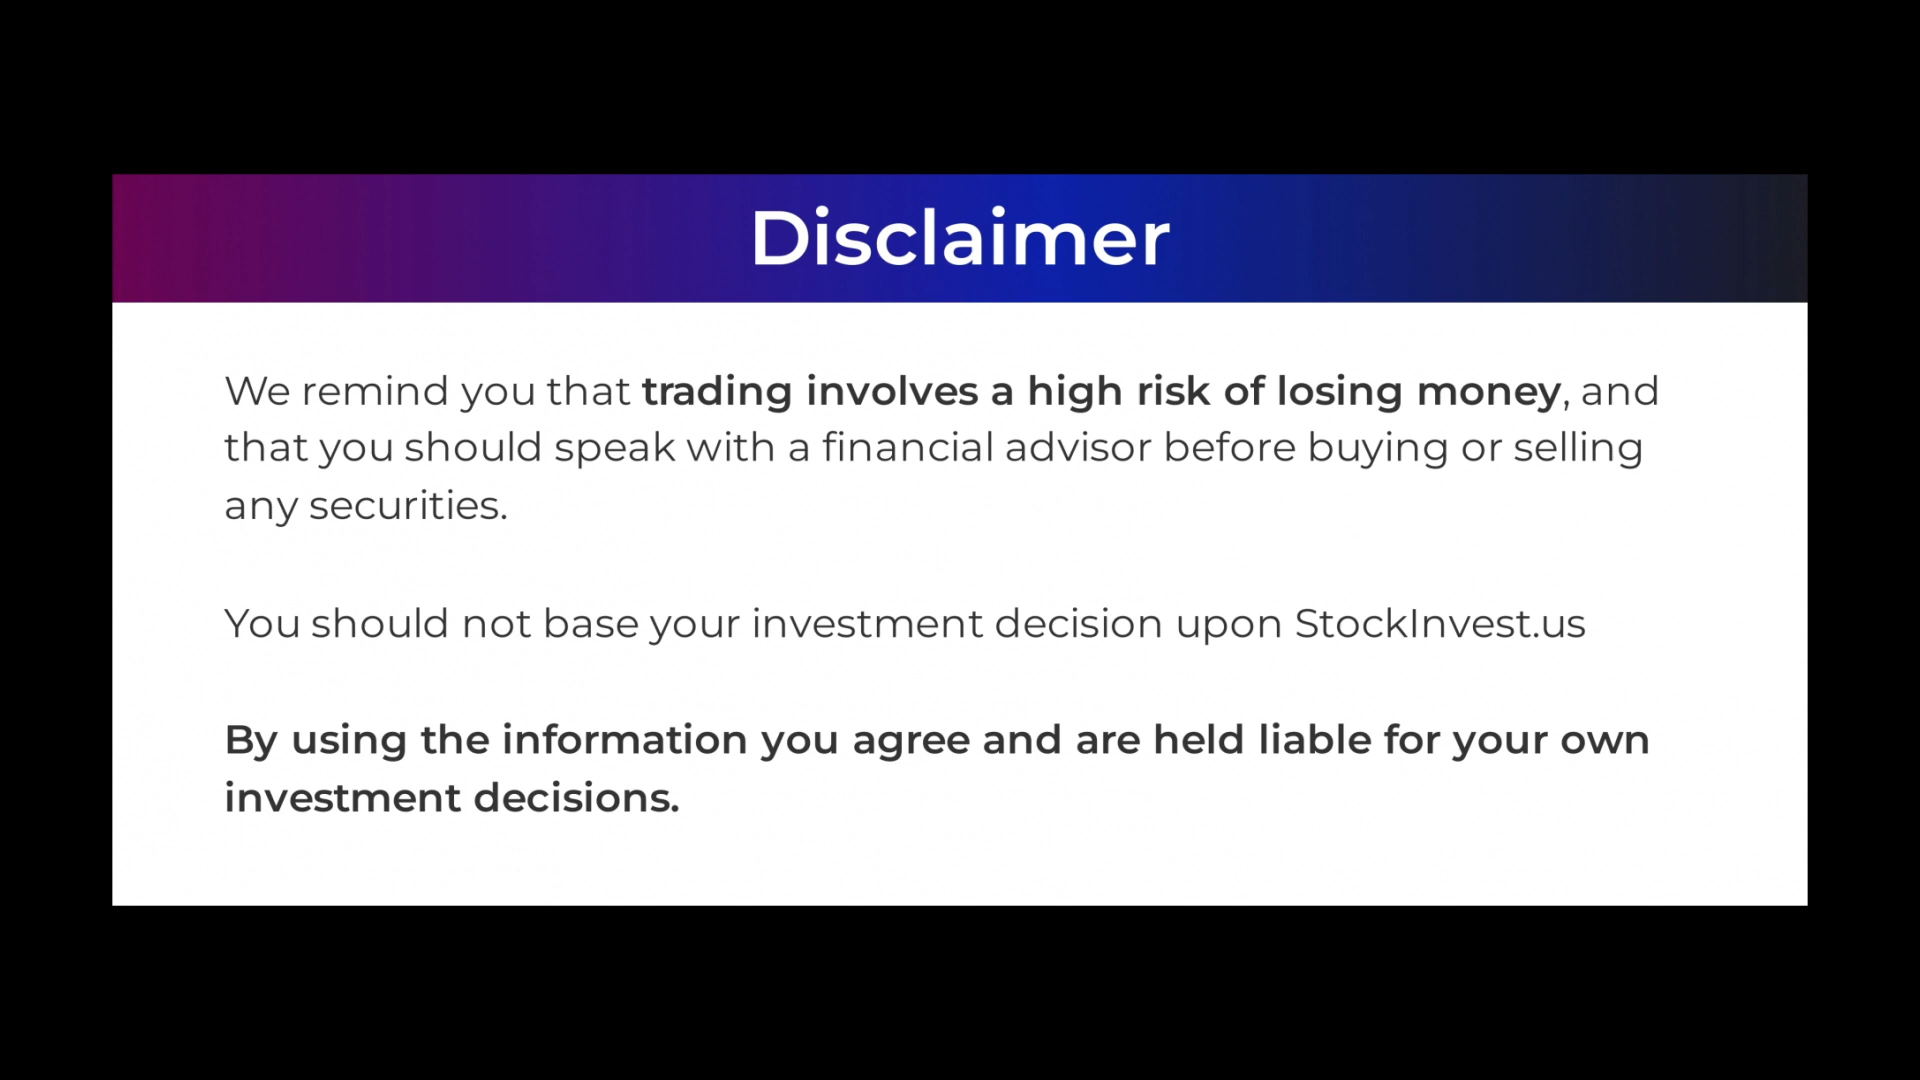 Disclaimer
We remind you that trading involves a high risk of losing money, and
that you should speak with a financial advisor before buying or selling
any securities.
You should not base your investment decision upon StockInvest.us
By using the information you agree and are held liable for your own
investment decisions.